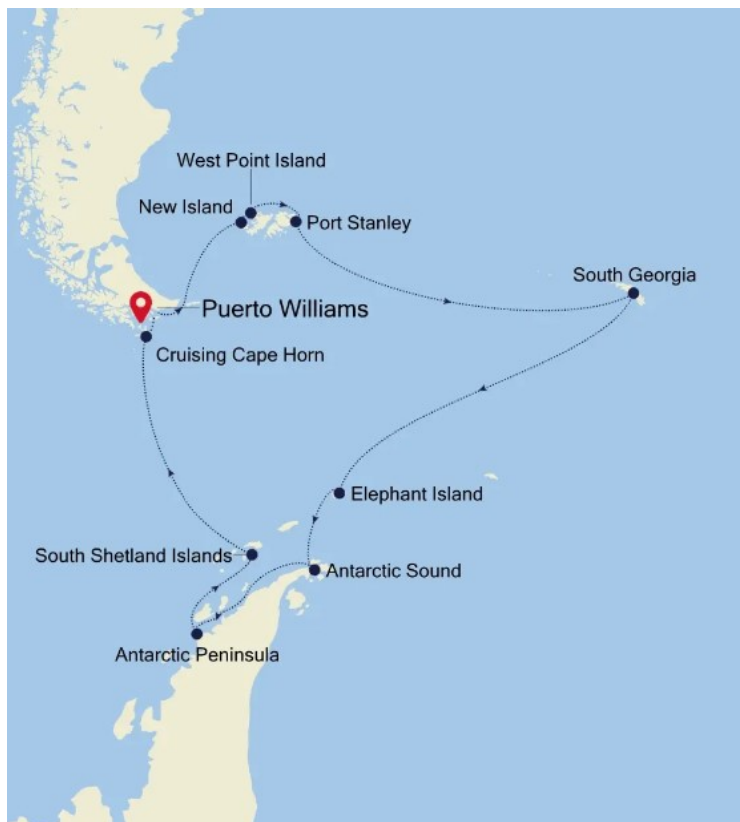 West Point Island
New Island
Port Stanley
South Georgia
Puerto Williams
Cruising Cape Horn
Elephant Island
South Shetland Islands
Antarctic Sound
Antarctic Peninsula